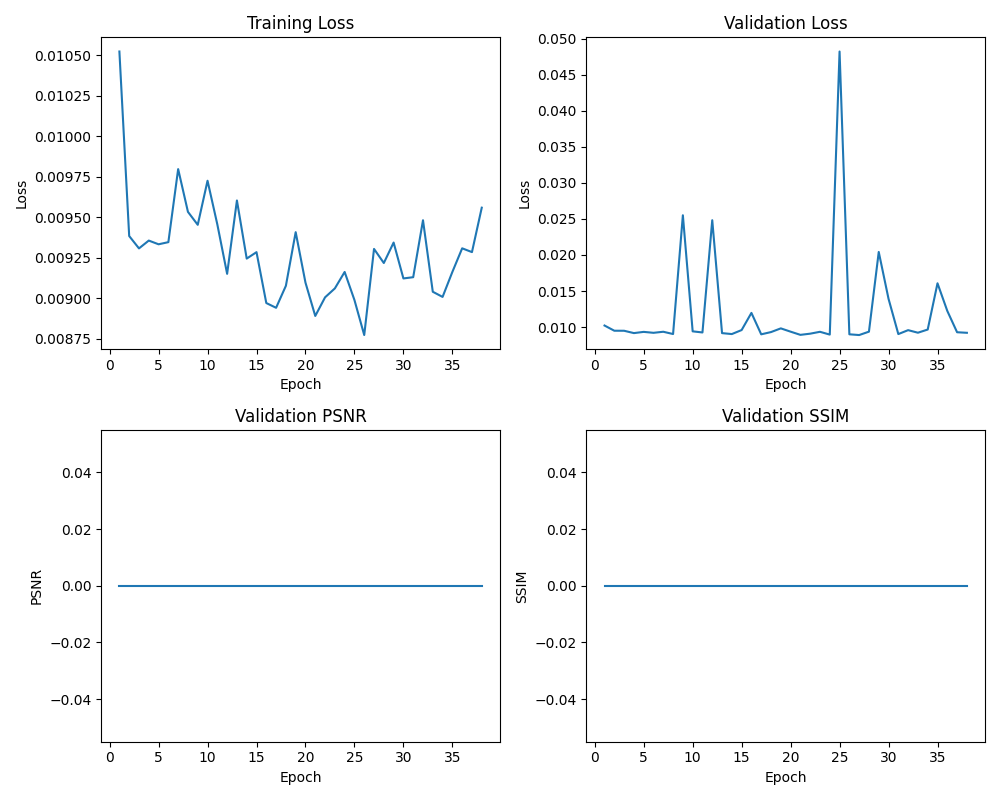 Training Loss
0.01050
0.01025
0.01000
0.00975
0.00950
0.00925
0.00900
0.00875
Loss
0 5 10 15 20 25 30 35
Epoch
Validation Loss
0.050
0.045
0.040
0.035
0.030
0.025
0.020
0.015
0.010
Loss
0 5 10 15 20 25 30 35
Epoch
Validation PSNR
0.04
0.02
0.00
−0.02
−0.04
PSNR
0 5 10 15 20 25 30 35
Epoch
Validation SSIM
0.04
0.02
0.00
−0.02
−0.04
SSIM
0 5 10 15 20 25 30 35
Epoch